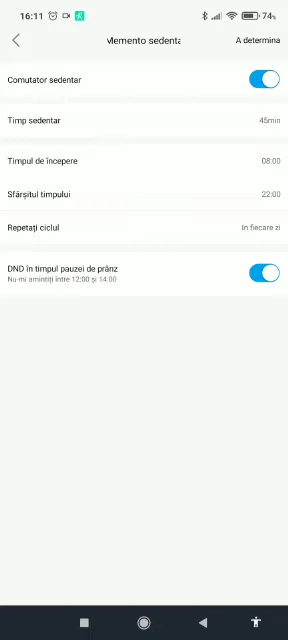 16:11 74%
Memento sedenta
A determina
Comutator sedentar
Timp sedentar 45min
Timpul de începere 08:00
Sfârșitul timpului 22:00
Repetați ciclul In fiecare zi
DND în timpul pauzei de prânz
Nu-mi amintiți între 12:00 și 14:00